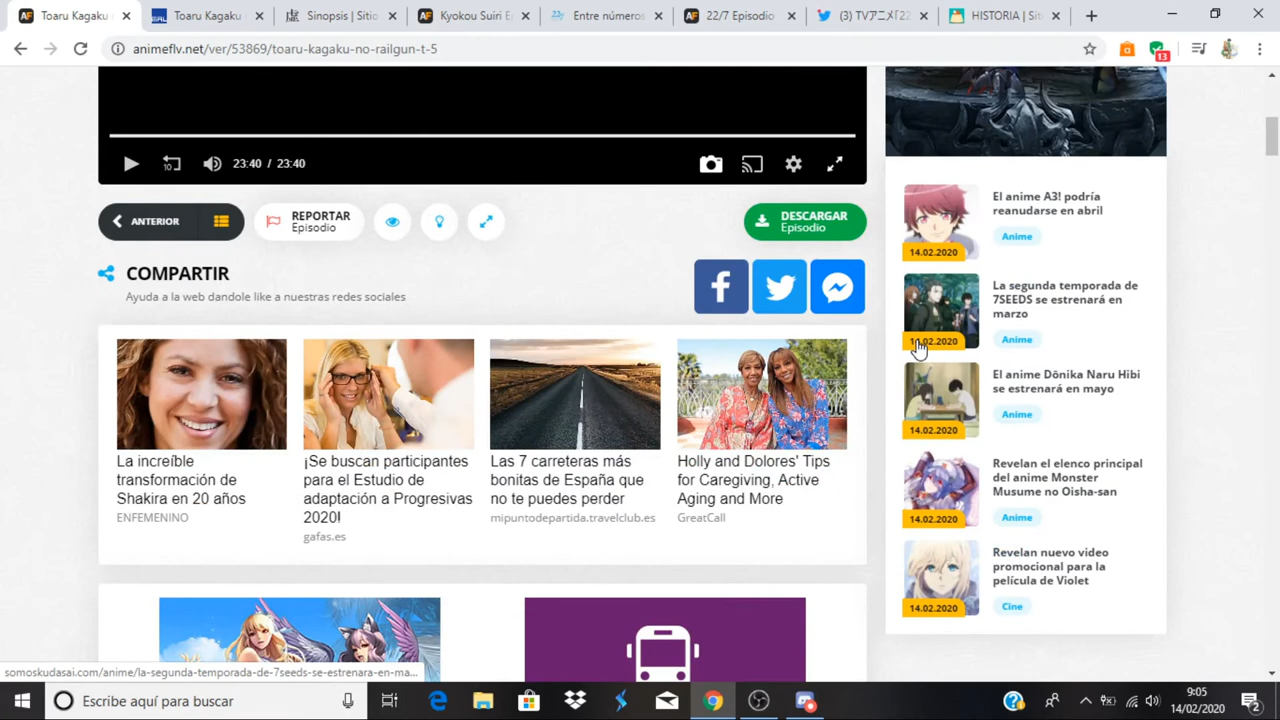 Toaru Kagaku
Toaru Kagaku
Sinopsis | Sitio
Kyokou Suiri E
Entre números
22/7 Episodio
(3) TVアニメ「22
HISTORIA | Sit
animeflv.net/ver/53869/toaru-kagaku-no-railgun-t-5
13
10
23:40 / 23:40
ANTERIOR
REPORTAR
Episodio
DESCARGAR
Episodio
COMPARTIR
Ayuda a la web dandole like a nuestras redes sociales
La increíble
transformación de
Shakira en 20 años
ENFEMENINO
¡Se buscan participantes
para el Estudio de
adaptación a Progresivas
2020!
gafas.es
Las 7 carreteras más
bonitas de España que
no te puedes perder
mipuntodepartida.travelclub.es
Holly and Dolores' Tips
for Caregiving, Active
Aging and More
GreatCall
El anime A3! podría
reanudarse en abril
Anime
14.02.2020
La segunda temporada de
7SEEDS se estrenará en
marzo
Anime
14.02.2020
El anime Dōnika Naru Hibi
se estrenará en mayo
Anime
14.02.2020
Revelan el elenco principal
del anime Monster
Musume no Oisha-san
Anime
14.02.2020
Revelan nuevo video
promocional para la
película de Violet
Cine
14.02.2020
somoskudasai.com/anime/la-segunda-temporada-de-7seeds-se-estrenara-en-ma...
Escribe aquí para buscar
9:05
14/02/2020
2